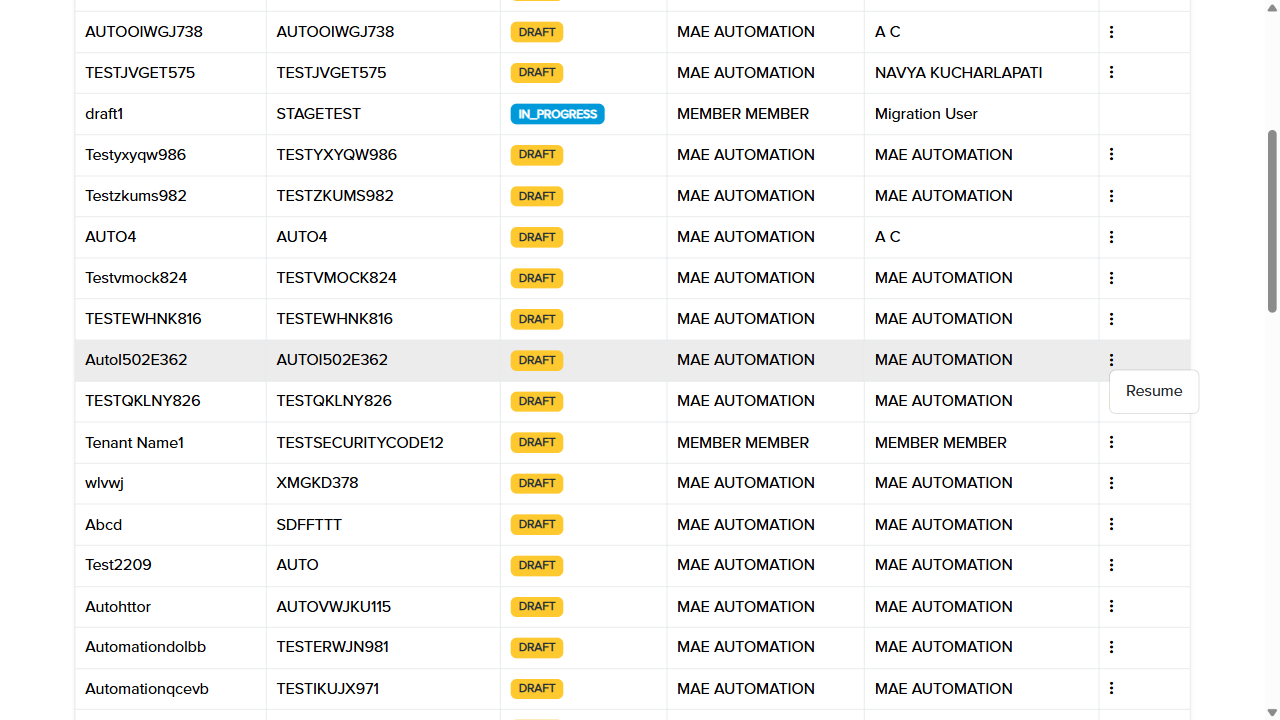 AUTOOIWGJ738 AUTOOIWGJ738 DRAFT MAE AUTOMATION A C
TESTJVGET575 TESTJVGET575 DRAFT MAE AUTOMATION NAVYA KUCHARLAPATI
draft1 STAGETEST IN_PROGRESS MEMBER MEMBER Migration User
Testyxyqw986 TESTYXYQW986 DRAFT MAE AUTOMATION MAE AUTOMATION
Testzkums982 TESTZKUMS982 DRAFT MAE AUTOMATION MAE AUTOMATION
AUTO4 AUTO4 DRAFT MAE AUTOMATION A C
Testvmock824 TESTVMOCK824 DRAFT MAE AUTOMATION MAE AUTOMATION
TESTEWHNK816 TESTEWHNK816 DRAFT MAE AUTOMATION MAE AUTOMATION
AutoI502E362 AUTOI502E362 DRAFT MAE AUTOMATION MAE AUTOMATION
Resume
TESTQKLNY826 TESTQKLNY826 DRAFT MAE AUTOMATION MAE AUTOMATION
Tenant Name1 TESTSECURITYCODE12 DRAFT MEMBER MEMBER MEMBER MEMBER
wlvwj XMGKD378 DRAFT MAE AUTOMATION MAE AUTOMATION
Abcd SDFFTTT DRAFT MAE AUTOMATION MAE AUTOMATION
Test2209 AUTO DRAFT MAE AUTOMATION MAE AUTOMATION
Autohttor AUTOVWJKU115 DRAFT MAE AUTOMATION MAE AUTOMATION
Automationdolbb TESTERWJN981 DRAFT MAE AUTOMATION MAE AUTOMATION
Automationqcevb TESTIKUJX971 DRAFT MAE AUTOMATION MAE AUTOMATION